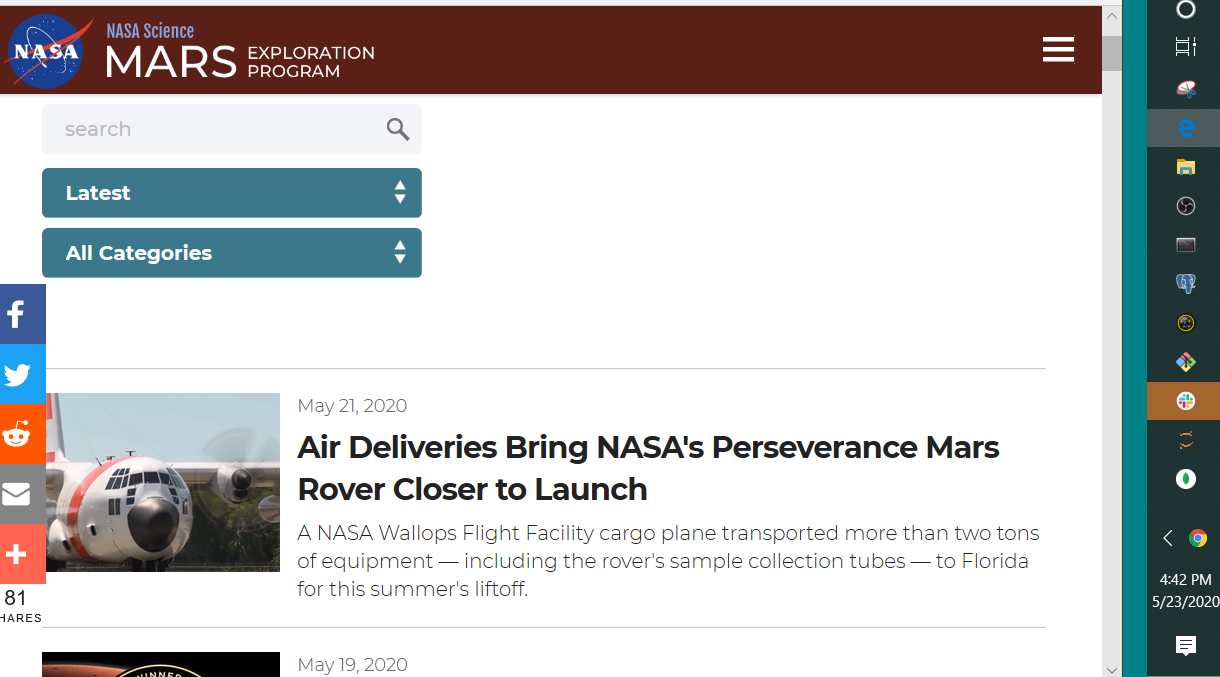 NASA
NASA Science
MARS EXPLORATION
PROGRAM
search
Latest
All Categories
May 21, 2020
Air Deliveries Bring NASA's Perseverance Mars
Rover Closer to Launch
A NASA Wallops Flight Facility cargo plane transported more than two tons
of equipment — including the rover's sample collection tubes — to Florida
for this summer's liftoff.
81
HARES
WINNER
May 19, 2020
4:42 PM
5/23/2020